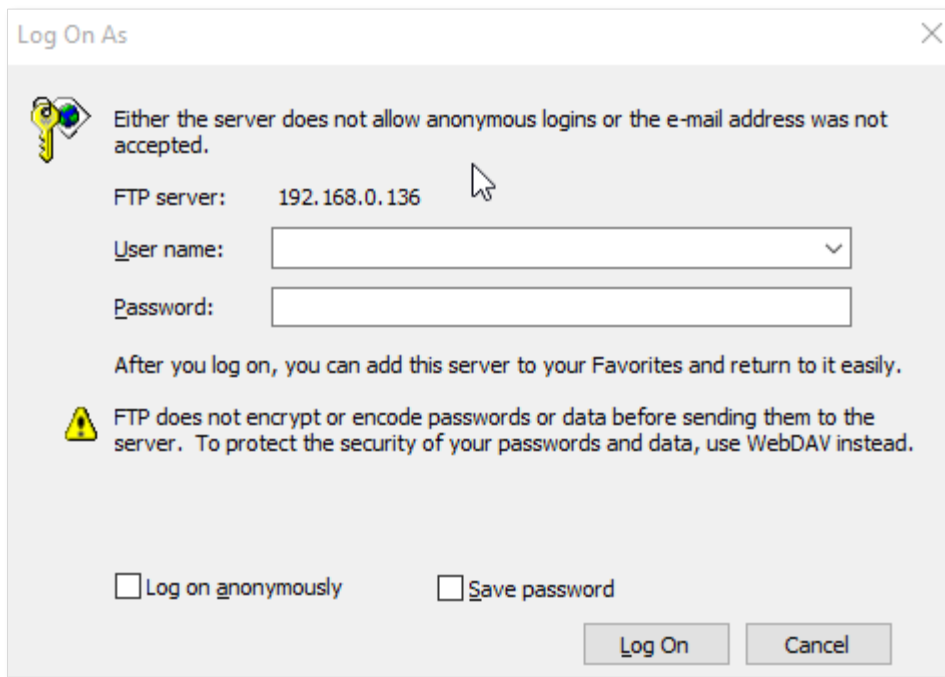 Log On As
Either the server does not allow anonymous logins or the e-mail address was not
accepted.
FTP server: 192.168.0.136
User name:
Password:
After you log on, you can add this server to your Favorites and return to it easily.
FTP does not encrypt or encode passwords or data before sending them to the
server. To protect the security of your passwords and data, use WebDAV instead.
Log on anonymously Save password
Log On Cancel